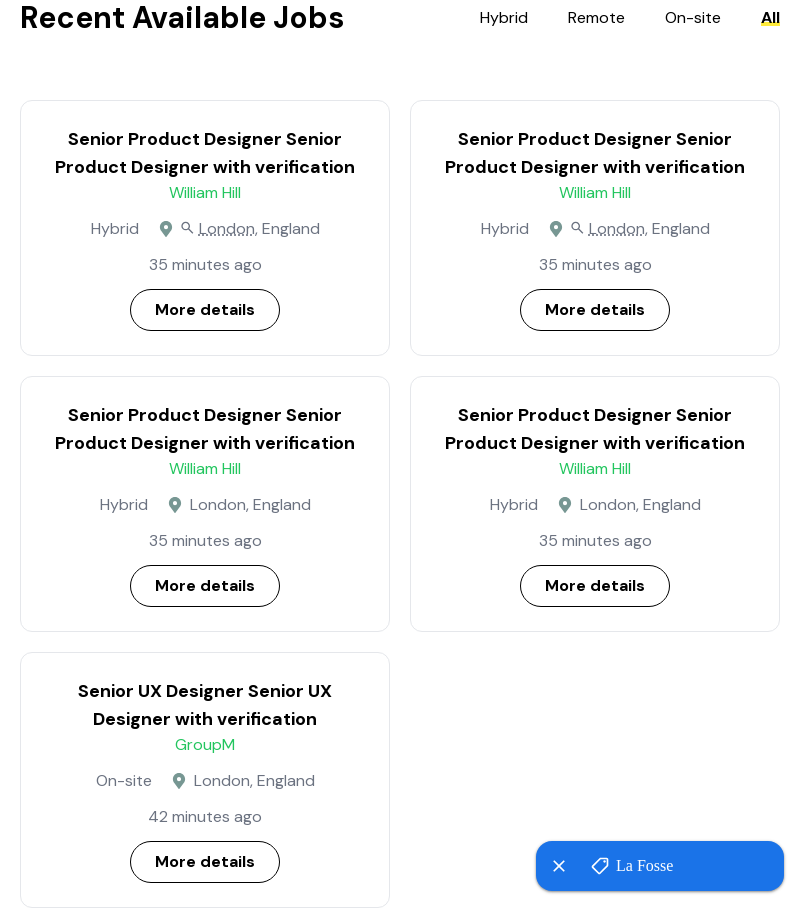 Recent Available Jobs
Hybrid Remote On-site All
Senior Product Designer Senior
Product Designer with verification
William Hill
Hybrid London, England
35 minutes ago
More details
Senior Product Designer Senior
Product Designer with verification
William Hill
Hybrid London, England
35 minutes ago
More details
Senior Product Designer Senior
Product Designer with verification
William Hill
Hybrid London, England
35 minutes ago
More details
Senior Product Designer Senior
Product Designer with verification
William Hill
Hybrid London, England
35 minutes ago
More details
Senior UX Designer Senior UX
Designer with verification
GroupM
On-site London, England
42 minutes ago
More details
La Fosse